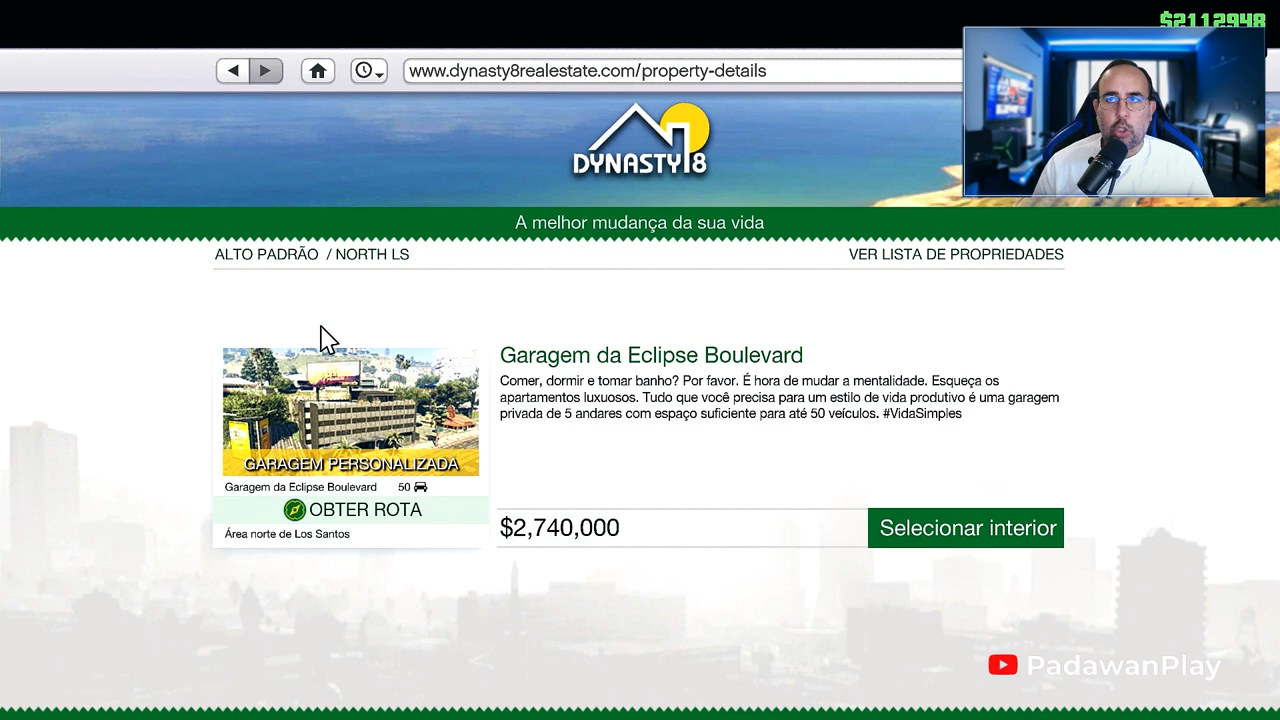 $2112948
www.dynasty8realestate.com/property-details
DYNASTY 8
A melhor mudança da sua vida
ALTO PADRÃO / NORTH LS
VER LISTA DE PROPRIEDADES
Garagem da Eclipse Boulevard
Comer, dormir e tomar banho? Por favor. É hora de mudar a mentalidade. Esqueça os
apartamentos luxuosos. Tudo que você precisa para um estilo de vida produtivo é uma garagem
privada de 5 andares com espaço suficiente para até 50 veículos. #VidaSimples
GARAGEM PERSONALIZADA
Garagem da Eclipse Boulevard 50
OBTER ROTA
Área norte de Los Santos
$2,740,000
Selecionar interior
PadawanPlay